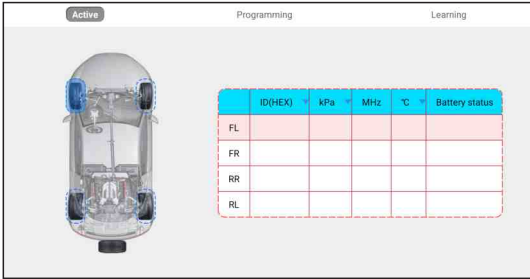 Active Programming Learning
ID(HEX) kPa MHz ℃ Battery status
FL
FR
RR
RL